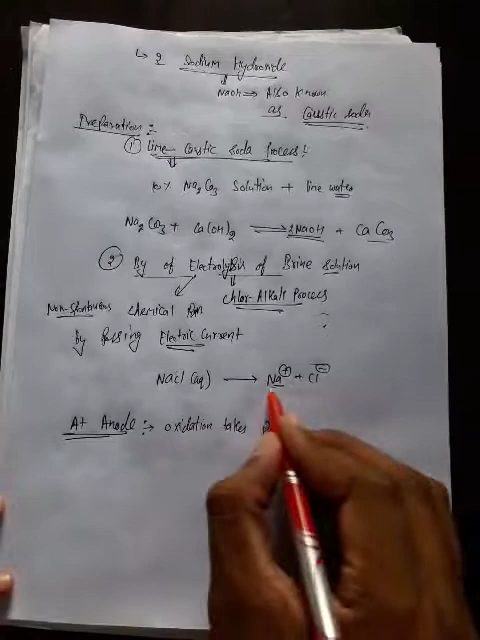 ↳ 2 Sodium Hydroxide
NaOH ⇒ Also Known
as Caustic Soda
Preparation :-
① Lime Caustic Soda Process!
10% Na2CO3 Solution + lime water
Na2CO3 + Ca(OH)2 ⇌ 2NaOH + CaCO3
② By of Electrolysis of Brine Solution
Chlor-Alkali Process
Non-Spontaneous Chemical Rxn
By Passing Electric Current
NaCl (aq) → Na⊕ + Cl⊖
At Anode :→ oxidation takes